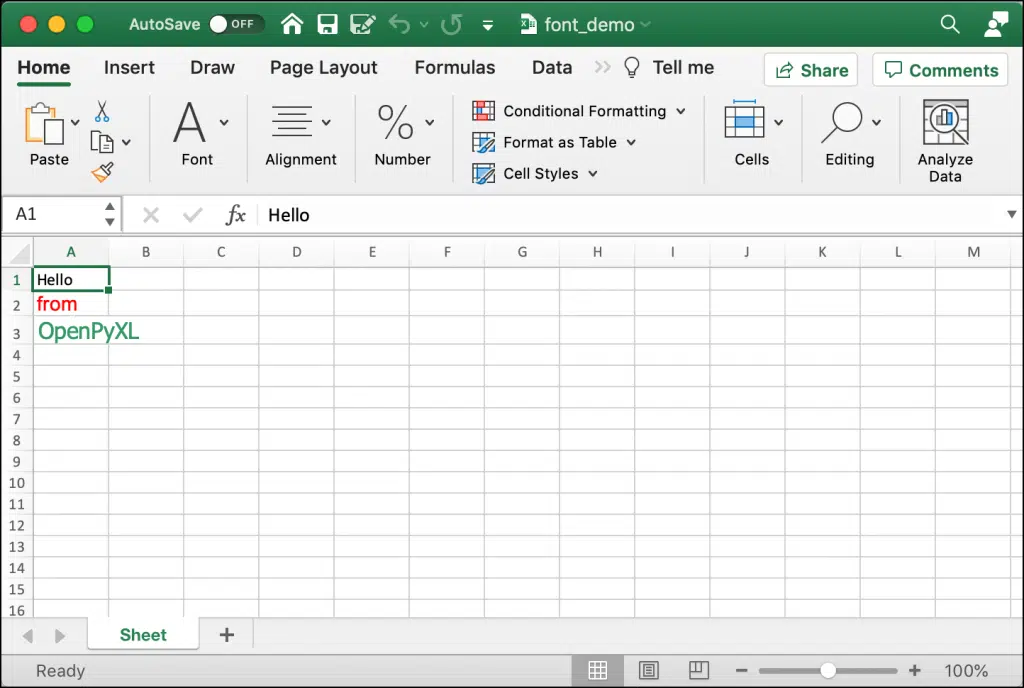 AutoSave OFF font_demo
Home Insert Draw Page Layout Formulas Data Tell me Share Comments
Paste Font Alignment Number Conditional Formatting Format as Table Cell Styles Cells Editing Analyze Data
A1 fx Hello
A B C D E F G H I J K L M
1 Hello
2 from
3 OpenPyXL
4
5
6
7
8
9
10
11
12
13
14
15
16
Sheet
Ready 100%